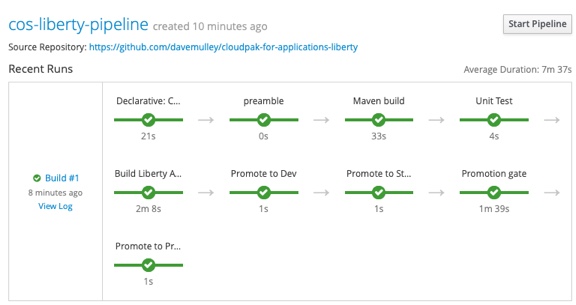 cos-liberty-pipeline created 10 minutes ago
Start Pipeline
Source Repository: https://github.com/davemulley/cloudpak-for-applications-liberty
Recent Runs
Average Duration: 7m 37s
Declarative: C... preamble Maven build Unit Test
21s 0s 33s 4s
Build #1
8 minutes ago
View Log
Build Liberty A... Promote to Dev Promote to St... Promotion gate
2m 8s 1s 1s 1m 39s
Promote to Pr...
1s